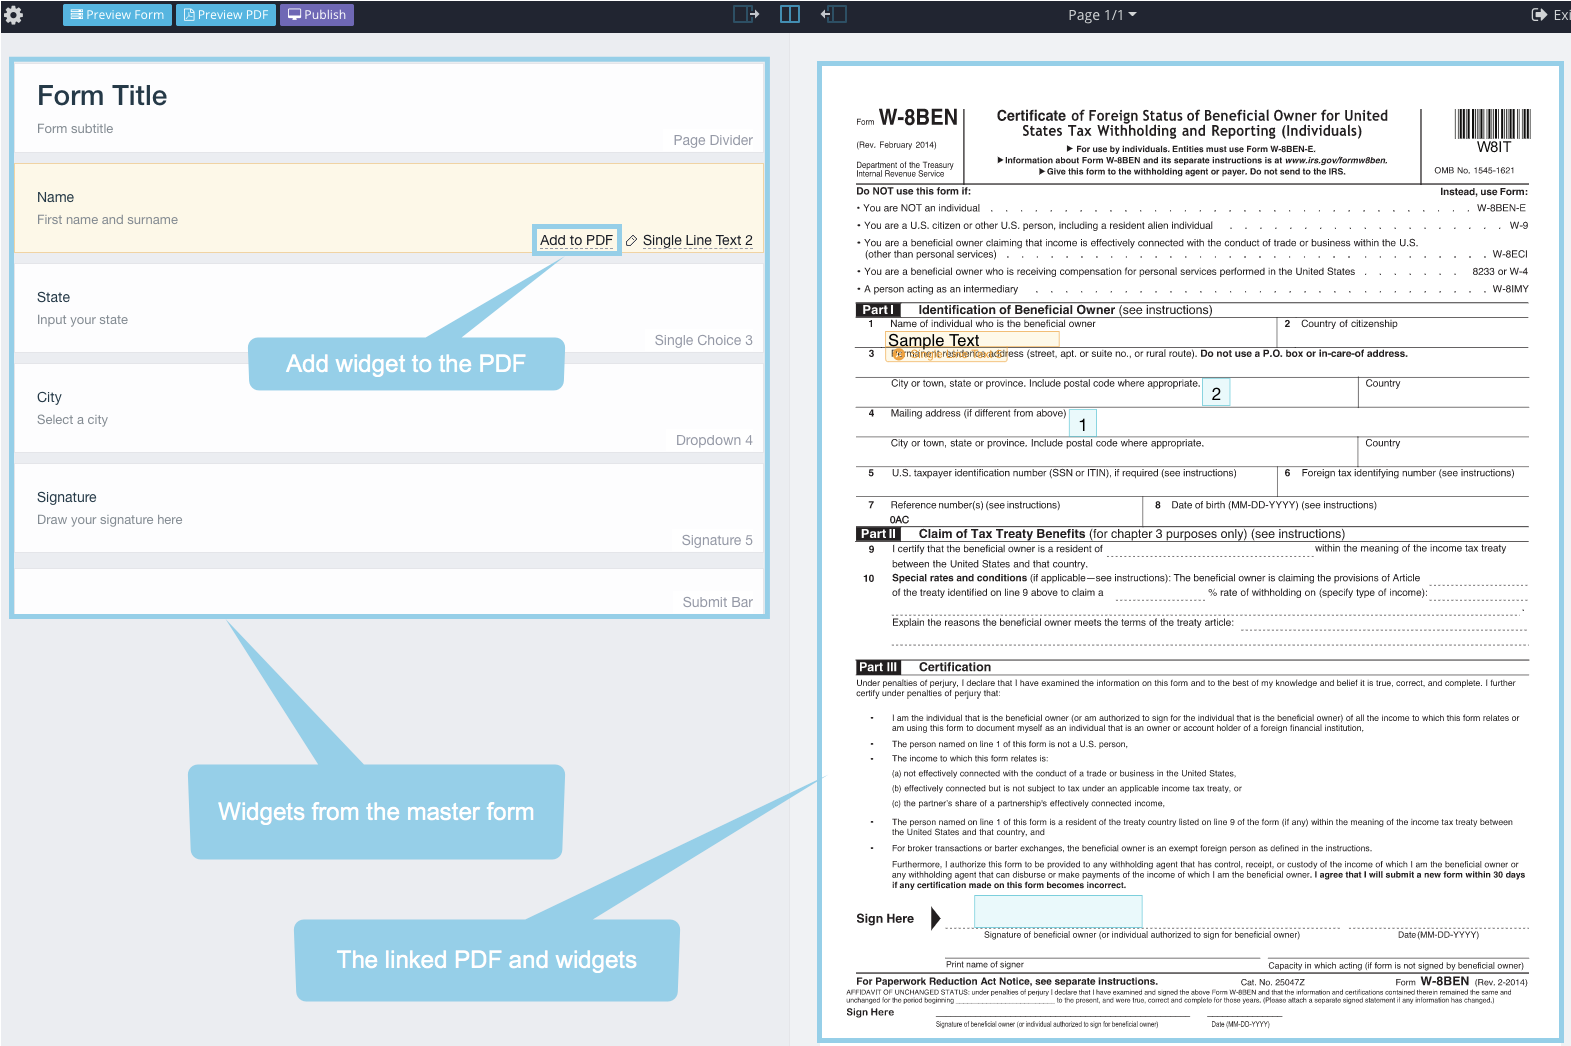 Preview Form Preview PDF Publish Page 1/1 Exi
Form Title
Form subtitle
Page Divider
Name
First name and surname
Add to PDF Single Line Text 2
State
Input your state
Single Choice 3
Add widget to the PDF
City
Select a city
Dropdown 4
Signature
Draw your signature here
Signature 5
Submit Bar
Widgets from the master form
The linked PDF and widgets
Form W-8BEN
(Rev. February 2014)
Department of the Treasury
Internal Revenue Service
Certificate of Foreign Status of Beneficial Owner for United
States Tax Withholding and Reporting (Individuals)
▶ For use by individuals. Entities must use Form W-8BEN-E.
▶ Information about Form W-8BEN and its separate instructions is at www.irs.gov/formw8ben.
▶ Give this form to the withholding agent or payer. Do not send to the IRS.
W8IT
OMB No. 1545-1621
Do NOT use this form if: Instead, use Form:
• You are NOT an individual . . . . . . . . . . W-8BEN-E
• You are a U.S. citizen or other U.S. person, including a resident alien individual . . . . . . . . . . W-9
• You are a beneficial owner claiming that income is effectively connected with the conduct of trade or business within the U.S.
(other than personal services) . . . . . . . . . . W-8ECI
• You are a beneficial owner who is receiving compensation for personal services performed in the United States . . . . . . 8233 or W-4
• A person acting as an intermediary . . . . . . . . . . W-8IMY
Part I Identification of Beneficial Owner (see instructions)
1 Name of individual who is the beneficial owner 2 Country of citizenship
Sample Text
3 Permanent residence address (street, apt. or suite no., or rural route). Do not use a P.O. box or in-care-of address.
City or town, state or province. Include postal code where appropriate. 2 Country
4 Mailing address (if different from above) 1
City or town, state or province. Include postal code where appropriate. Country
5 U.S. taxpayer identification number (SSN or ITIN), if required (see instructions) 6 Foreign tax identifying number (see instructions)
7 Reference number(s) (see instructions) 8 Date of birth (MM-DD-YYYY) (see instructions)
0AC
Part II Claim of Tax Treaty Benefits (for chapter 3 purposes only) (see instructions)
9 I certify that the beneficial owner is a resident of within the meaning of the income tax treaty
between the United States and that country.
10 Special rates and conditions (if applicable—see instructions): The beneficial owner is claiming the provisions of Article
of the treaty identified on line 9 above to claim a % rate of withholding on (specify type of income):
.
Explain the reasons the beneficial owner meets the terms of the treaty article:
Part III Certification
Under penalties of perjury, I declare that I have examined the information on this form and to the best of my knowledge and belief it is true, correct, and complete. I further
certify under penalties of perjury that:
• I am the individual that is the beneficial owner (or am authorized to sign for the individual that is the beneficial owner) of all the income to which this form relates or
am using this form to document myself as an individual that is an owner or account holder of a foreign financial institution,
• The person named on line 1 of this form is not a U.S. person,
• The income to which this form relates is:
(a) not effectively connected with the conduct of a trade or business in the United States,
(b) effectively connected but is not subject to tax under an applicable income tax treaty, or
(c) the partner's share of a partnership's effectively connected income,
• The person named on line 1 of this form is a resident of the treaty country listed on line 9 of the form (if any) within the meaning of the income tax treaty between
the United States and that country, and
• For broker transactions or barter exchanges, the beneficial owner is an exempt foreign person as defined in the instructions.
Furthermore, I authorize this form to be provided to any withholding agent that has control, receipt, or custody of the income of which I am the beneficial owner or
any withholding agent that can disburse or make payments of the income of which I am the beneficial owner. I agree that I will submit a new form within 30 days
if any certification made on this form becomes incorrect.
Sign Here
Signature of beneficial owner (or individual authorized to sign for beneficial owner) Date (MM-DD-YYYY)
Print name of signer Capacity in which acting (if form is not signed by beneficial owner)
For Paperwork Reduction Act Notice, see separate instructions. Cat. No. 25047Z Form W-8BEN (Rev. 2-2014)
AFFIDAVIT OF UNCHANGED STATUS: under penalties of perjury I declare that I have examined and signed the above Form W-8BEN and that the information and certifications contained therein remained the same and
unchanged for the period beginning ____________ to the present, and were true, correct and complete for those years. (Please attach a separate signed statement if any information has changed.)
Sign Here
Signature of beneficial owner (or individual authorized to sign for beneficial owner) Date (MM-DD-YYYY)